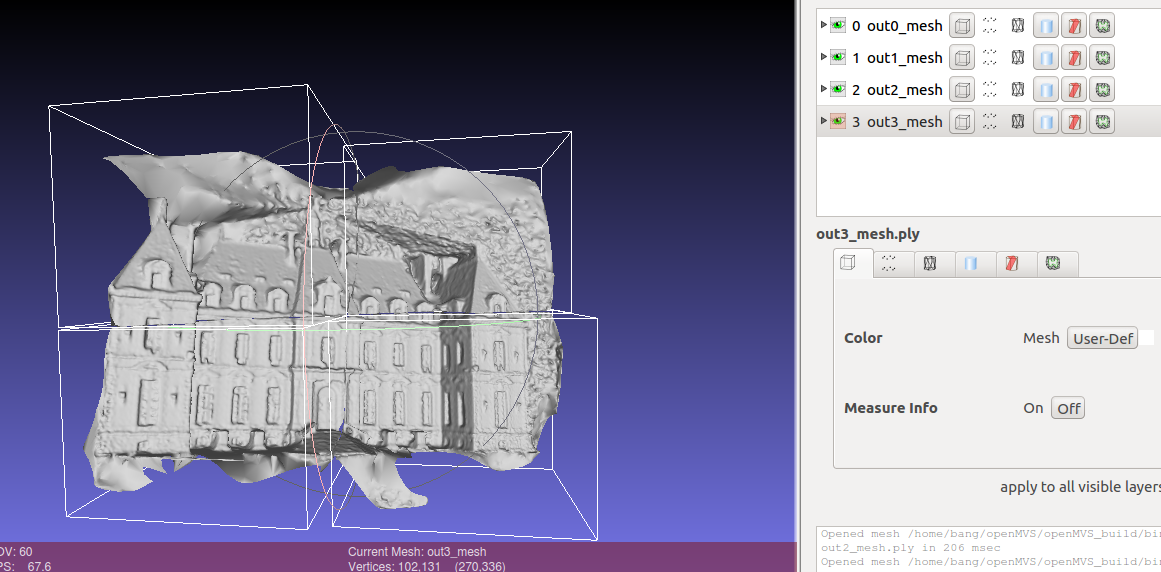 0 out0_mesh
1 out1_mesh
2 out2_mesh
3 out3_mesh
out3_mesh.ply
Color Mesh User-Def
Measure Info On Off
apply to all visible layers
Opened mesh /home/bang/openMVS/openMVS_build/bin
out2_mesh.ply in 206 msec
Opened mesh /home/bang/openMVS/openMVS_build/bin
OV: 60
PS: 67.6
Current Mesh: out3_mesh
Vertices: 102,131 (270,336)